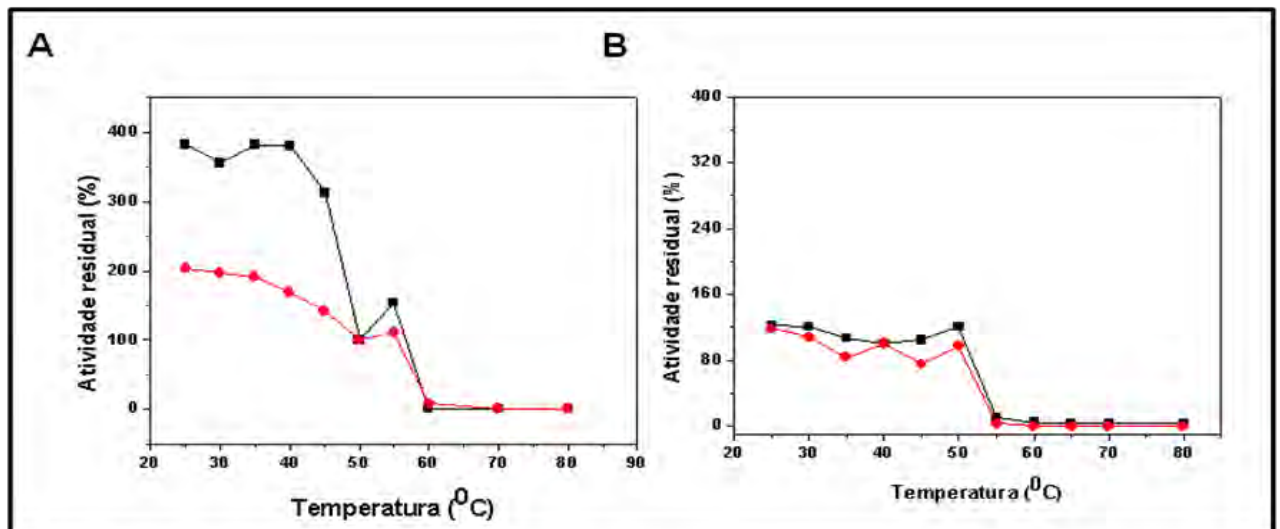 A
B
Atividade residual (%)
400
300
200
100
0
20 30 40 50 60 70 80 90
Temperatura (⁰C)
Atividade residual (%)
400
320
240
160
80
0
20 30 40 50 60 70 80
Temperatura (⁰C)